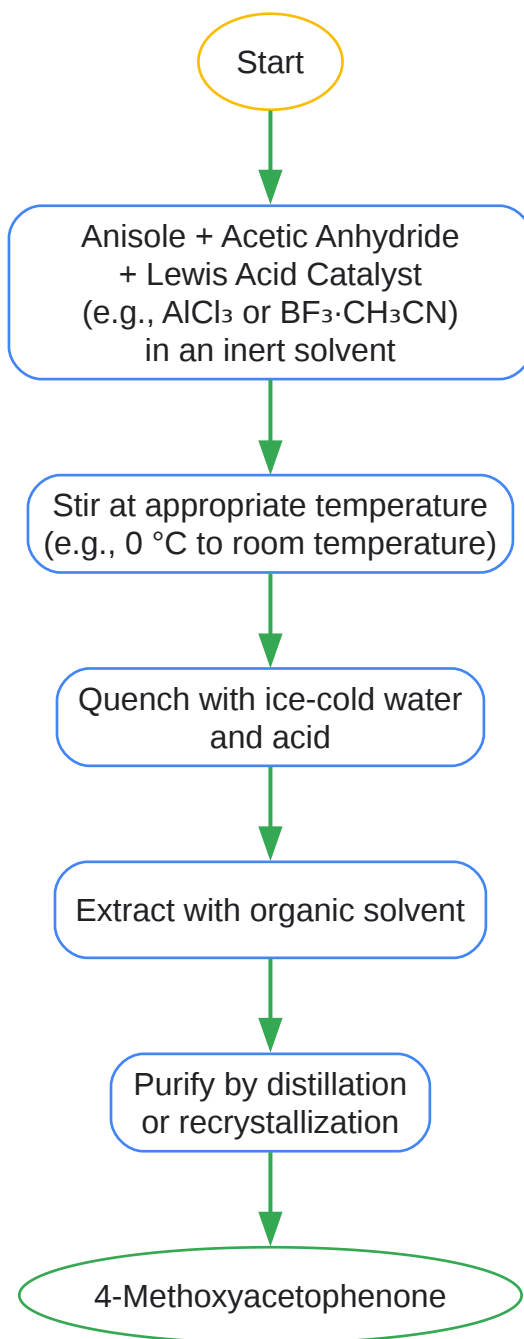 Start
Anisole + Acetic Anhydride
+ Lewis Acid Catalyst
(e.g., AlCl₃ or BF₃·CH₃CN)
in an inert solvent
Stir at appropriate temperature
(e.g., 0 °C to room temperature)
Quench with ice-cold water
and acid
Extract with organic solvent
Purify by distillation
or recrystallization
4-Methoxyacetophenone